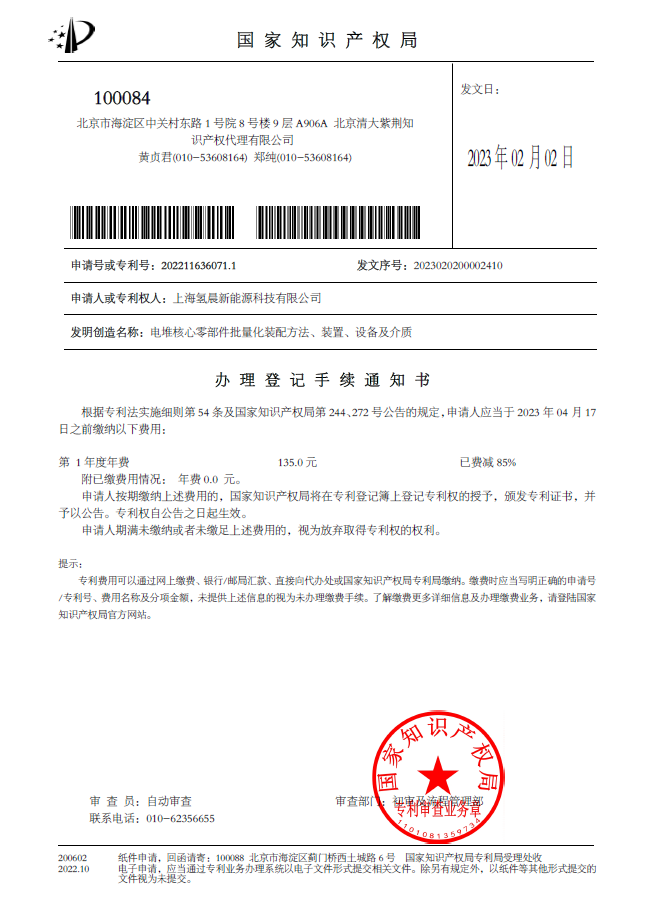 国家知识产权局
100084
北京市海淀区中关村东路 1 号院 8 号楼 9 层 A906A 北京清大紫荆知
识产权代理有限公司
黄贞君(010-53608164) 郑纯(010-53608164)
发文日：
2023 年 02 月 02 日
申请号或专利号：202211636071.1
发文序号：2023020200002410
申请人或专利权人：上海氢晨新能源科技有限公司
发明创造名称：电堆核心零部件批量化装配方法、装置、设备及介质
办理登记手续通知书
根据专利法实施细则第 54 条及国家知识产权局第 244、272 号公告的规定,申请人应当于 2023 年 04 月 17
日之前缴纳以下费用：
第 1 年度年费 135.0 元 已费减 85%
附已缴费用情况： 年费 0.0 元。
申请人按期缴纳上述费用的，国家知识产权局将在专利登记簿上登记专利权的授予，颁发专利证书，并
予以公告。专利权自公告之日起生效。
申请人期满未缴纳或者未缴足上述费用的，视为放弃取得专利权的权利。
提示：
专利费用可以通过网上缴费、银行/邮局汇款、直接向代办处或国家知识产权局专利局缴纳。缴费时应当写明正确的申请号
/专利号、费用名称及分项金额，未提供上述信息的视为未办理缴费手续。了解缴费更多详细信息及办理缴费业务，请登陆国家
知识产权局官方网站。
国家知识产权局
专利审查业务章
1101081359734
审 查 员：自动审查
审查部门：初审及流程管理部
联系电话：010-62356655
200602 纸件申请，回函请寄：100088 北京市海淀区蓟门桥西土城路 6 号 国家知识产权局专利局受理处收
2022.10 电子申请，应当通过专利业务办理系统以电子文件形式提交相关文件。除另有规定外，以纸件等其他形式提交的
文件视为未提交。